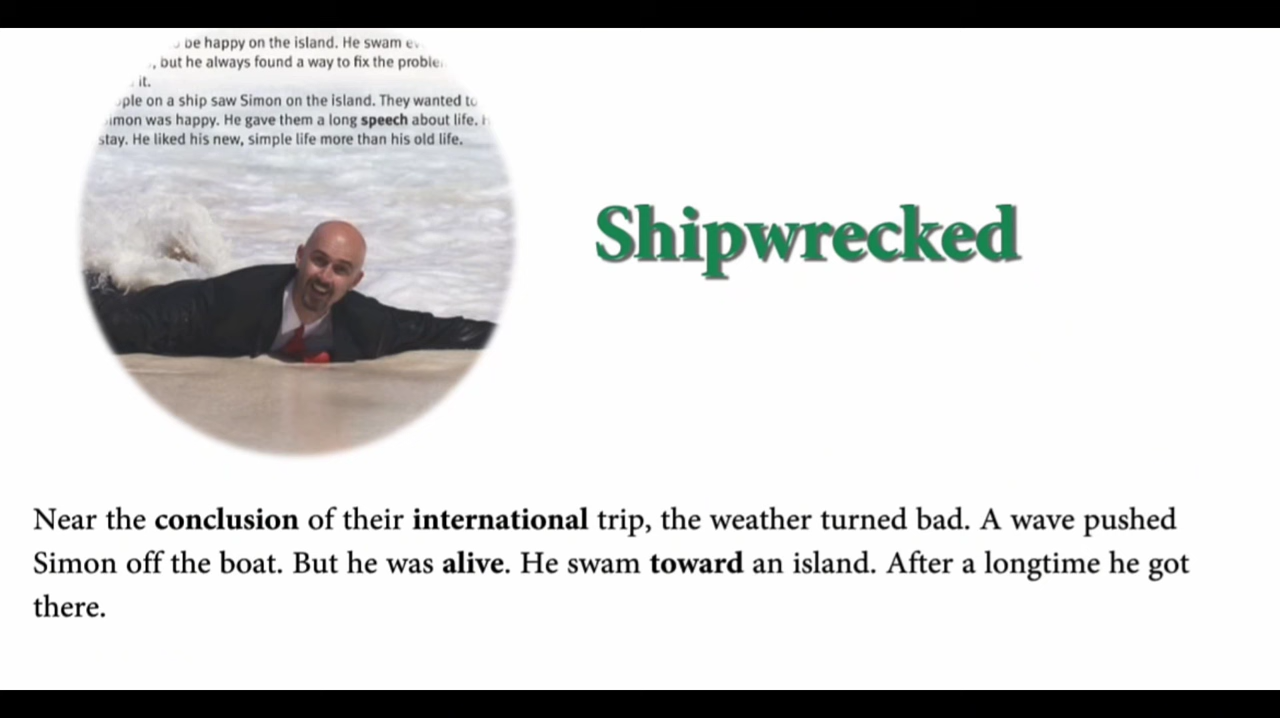 be happy on the island. He swam
but he always found a way to fix the
it.
on a ship saw Simon on the island. They wanted to
was happy. He gave them a long speech about life.
stay. He liked his new, simple life more than his old life.
Shipwrecked
Near the conclusion of their international trip, the weather turned bad. A wave pushed
Simon off the boat. But he was alive. He swam toward an island. After a longtime he got
there.